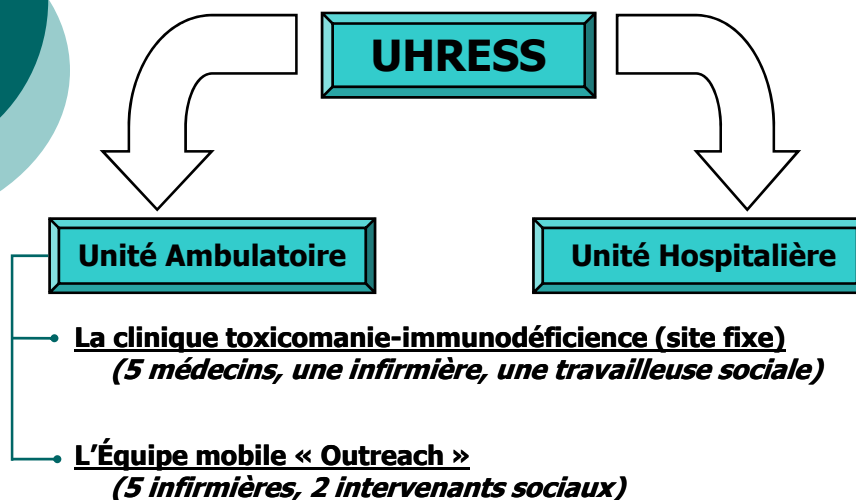 UHRESS
Unité Ambulatoire
Unité Hospitalière
La clinique toxicomanie-immunodéficience (site fixe)
(5 médecins, une infirmière, une travailleuse sociale)
L'Équipe mobile « Outreach »
(5 infirmières, 2 intervenants sociaux)